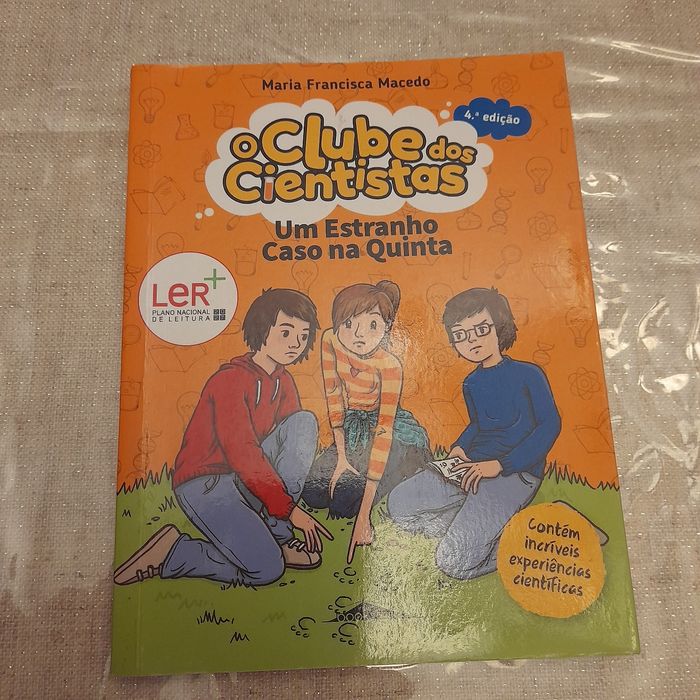 Maria Francisca Macedo
4.ª edição
O Clube dos
Cientistas
Um Estranho
Caso na Quinta
LeR+
PLANO NACIONAL
DE LEITURA
Contém
incríveis
experiências
científicas